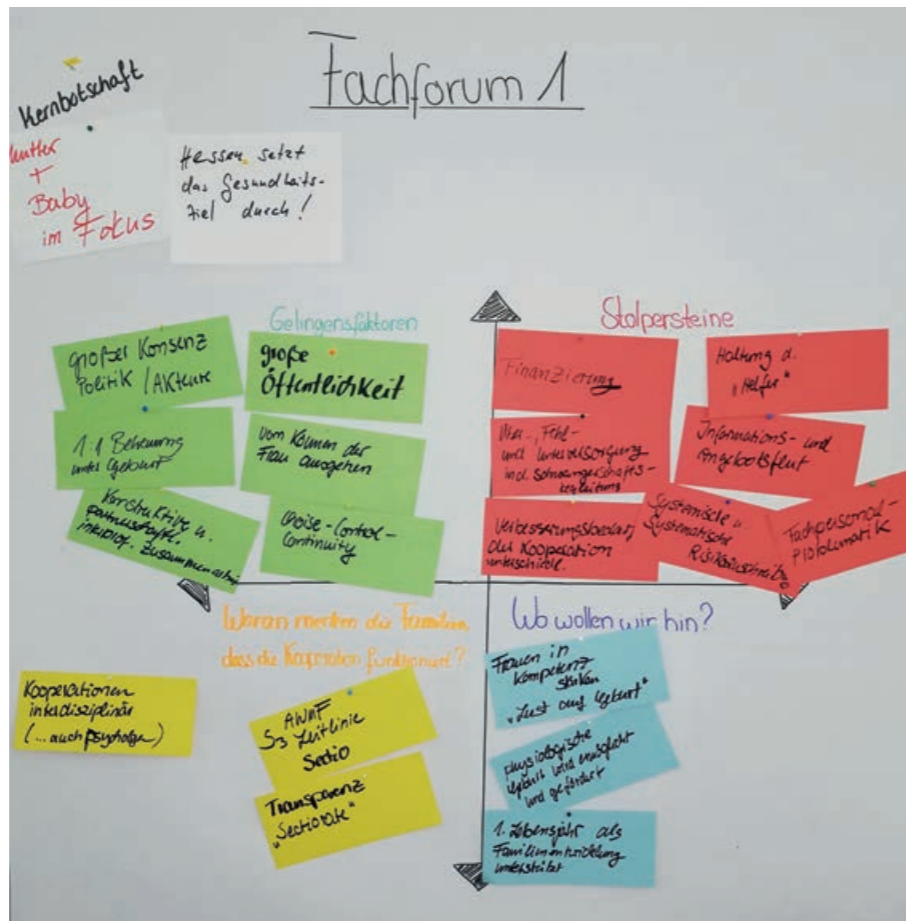 Fachforum 1
Kernbotschaft
Mutter
+
Baby
im Fokus
Hessen setzt
das Gesundheits-
ziel durch!
Gelingensfaktoren
großer Konsenz
Politik / Akteure
große
Öffentlichkeit
1:1 Betreuung
unter Geburt
vom Können der
Frau ausgehen
Konstruktive u.
partnerschaftl.
interprof. Zusammenarbeit
Choise-Control-
Continuity
Stolpersteine
Finanzierung
Haltung d.
"Helfer"
Über-, Fehl-
und Unterversorgung
incl. Schwangerschafts-
begleitung
Informations- und
Angebotsflut
Verbesserungsbedarf
der Kooperation
unterschiedl.
Systemische u.
Systematische
Fachpersonal-
Woran merken die Familien,
dass die Kooperation funktioniert?
Kooperationen
interdisziplinär
(... auch psycholgen)
AWMF
S3 Leitlinie
Sectio
Transparenz
„Sectiorate"
Wo wollen wir hin?
Frauen in
Kompetenz
stärken
„Lust auf Geburt"
physiologische
Geburt wird ermöglicht
und gefördert
1. Lebensjahr als
Familienentwicklung
unterstützt